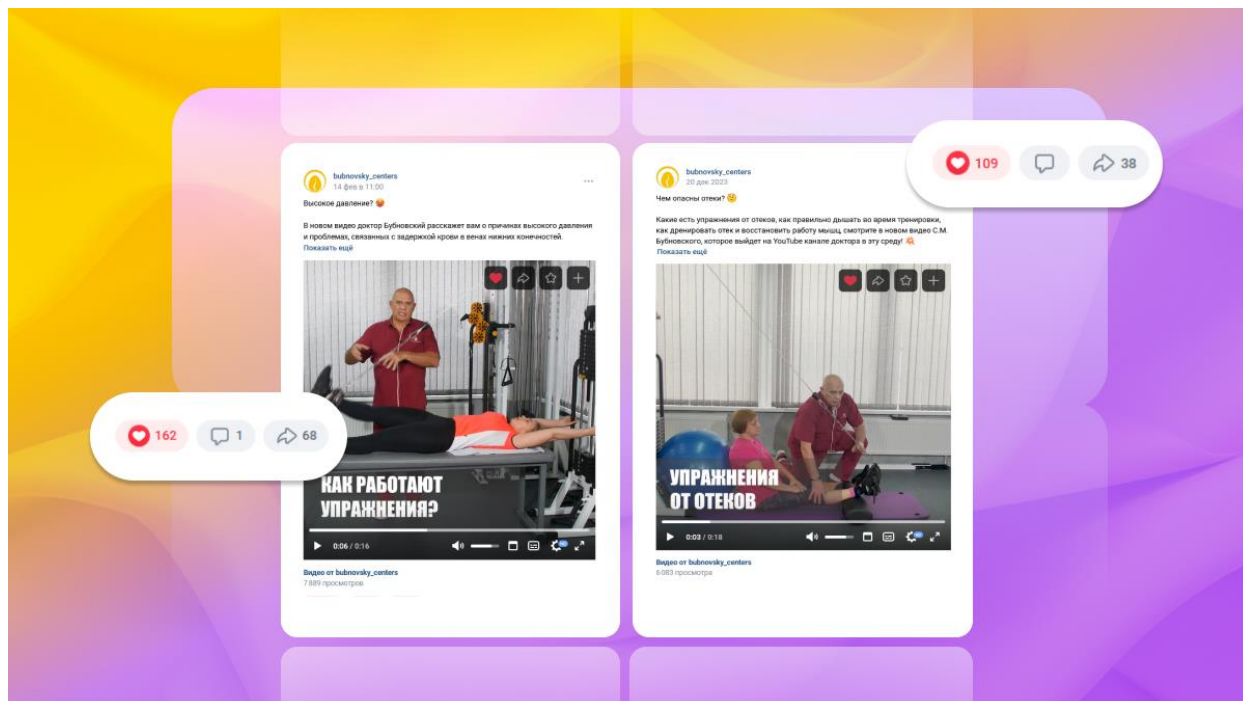 bubnovsky_centers
14 фев в 11:00
Высокое давление? 🥵
В новом видео доктор Бубновский расскажет вам о причинах высокого давления
и проблемах, связанных с задержкой крови в венах нижних конечностей.
Показать ещё
КАК РАБОТАЮТ
УПРАЖНЕНИЯ?
0:06 / 0:16
Видео от bubnovsky_centers
7 889 просмотров
162 1 68
bubnovsky_centers
20 дек 2023
Чем опасны отеки? 🤔
Какие есть упражнения от отеков, как правильно дышать во время тренировки,
как дренировать отек и восстановить работу мышц, смотрите в новом видео С.М.
Бубновского, которое выйдет на YouTube канале доктора в эту среду!
Показать ещё
УПРАЖНЕНИЯ
ОТ ОТЕКОВ
0:03 / 0:18
Видео от bubnovsky_centers
6 083 просмотра
109 38